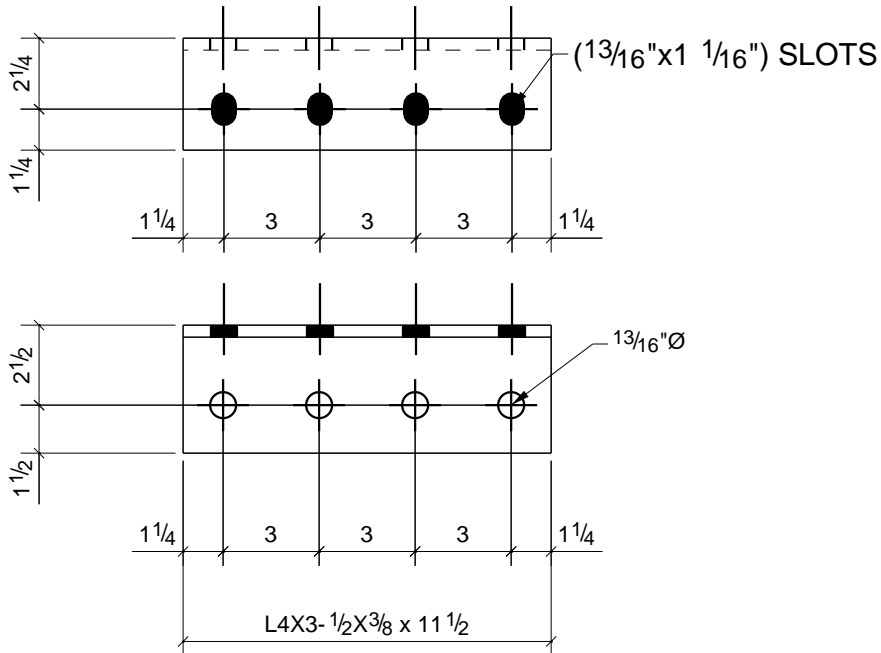 (13/16"x1 1/16") SLOTS
2 1/4
1 1/4
1 1/4 3 3 3 1 1/4
13/16"Ø
2 1/2
1 1/2
1 1/4 3 3 3 1 1/4
L4X3- 1/2X3/8 x 11 1/2